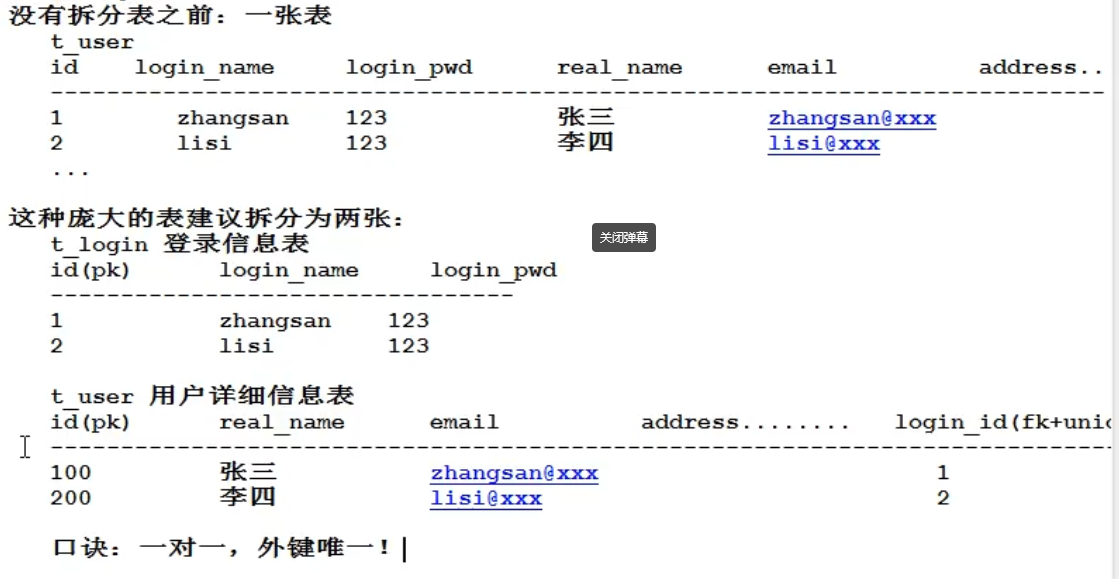 没有拆分表之前：一张表
t_user
id login_name login_pwd real_name email address..
--------------------------------------------------------------------------------
1 zhangsan 123 张三 zhangsan@xxx
2 lisi 123 李四 lisi@xxx
...
这种庞大的表建议拆分为两张：
关闭弹幕
t_login 登录信息表
id(pk) login_name login_pwd
---------------------------------
1 zhangsan 123
2 lisi 123
t_user 用户详细信息表
id(pk) real_name email address........ login_id(fk+uniq
--------------------------------------------------------------------------------
100 张三 zhangsan@xxx 1
200 李四 lisi@xxx 2
口诀：一对一，外键唯一！